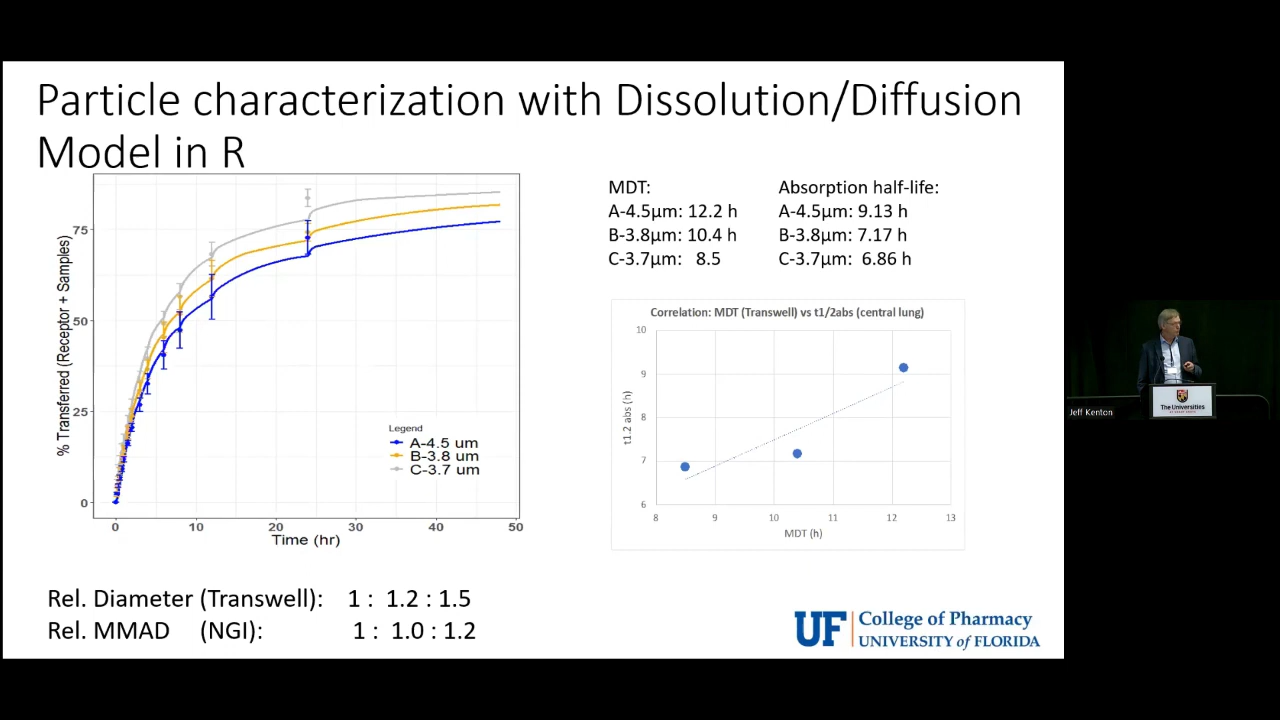 Particle characterization with Dissolution/Diffusion
Model in R
% Transferred (Receptor + Samples)
75
50
25
0
0 10 20 30 40 50
Time (hr)
Legend
A-4.5 um
B-3.8 um
C-3.7 um
MDT:
A-4.5µm: 12.2 h
B-3.8µm: 10.4 h
C-3.7µm: 8.5
Absorption half-life:
A-4.5µm: 9.13 h
B-3.8µm: 7.17 h
C-3.7µm: 6.86 h
Correlation: MDT (Transwell) vs t1/2abs (central lung)
t1.2 abs (h)
10
9
8
7
6
8 9 10 11 12 13
MDT (h)
Rel. Diameter (Transwell): 1 : 1.2 : 1.5
Rel. MMAD (NGI): 1 : 1.0 : 1.2
UF College of Pharmacy
UNIVERSITY of FLORIDA
The Universities
Jeff Kenton